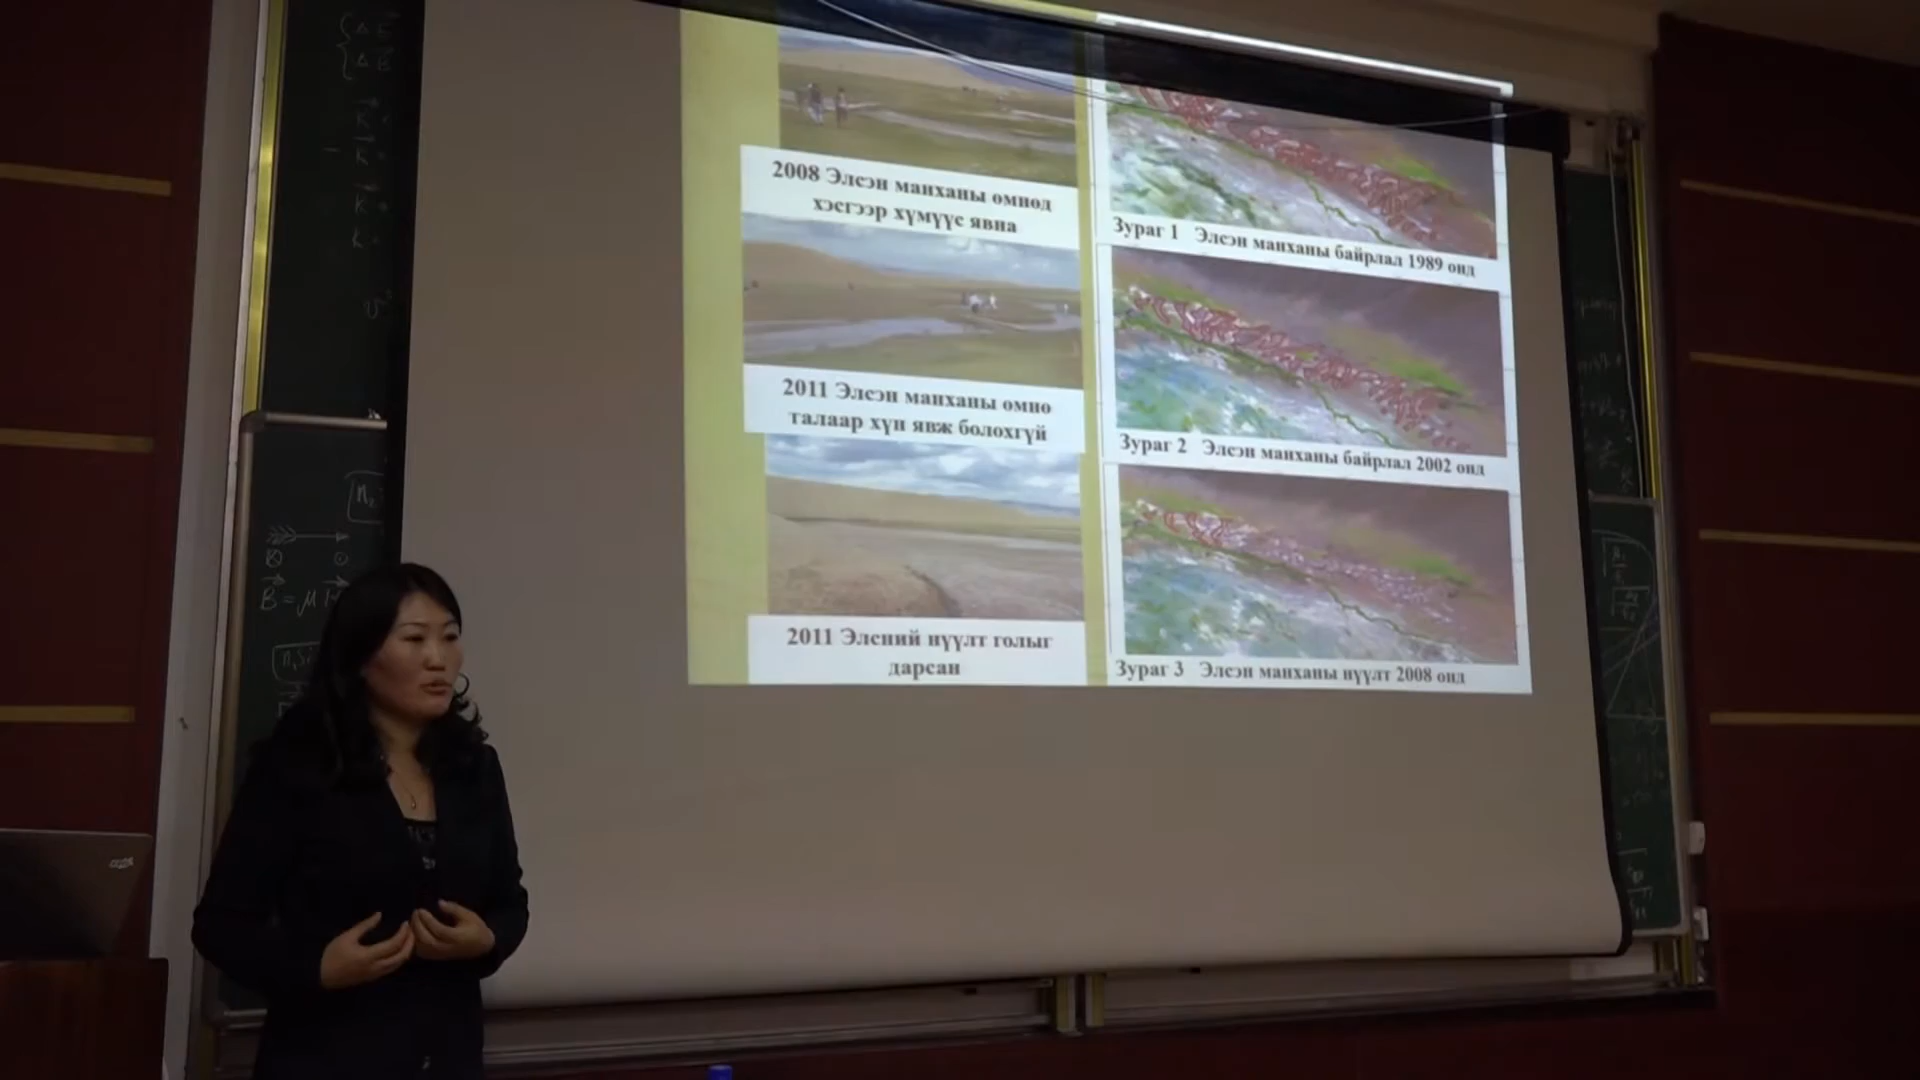 2008 Элсэн манханы өмнөд
хэсгээр хүмүүс явна
2011 Элсэн манханы өмнө
талаар хүн явж болохгүй
2011 Элсний нүүлт голыг
дарсан
Зураг 1 Элсэн манханы байрлал 1989 онд
Зураг 2 Элсэн манханы байрлал 2002 онд
Зураг 3 Элсэн манханы нүүлт 2008 онд